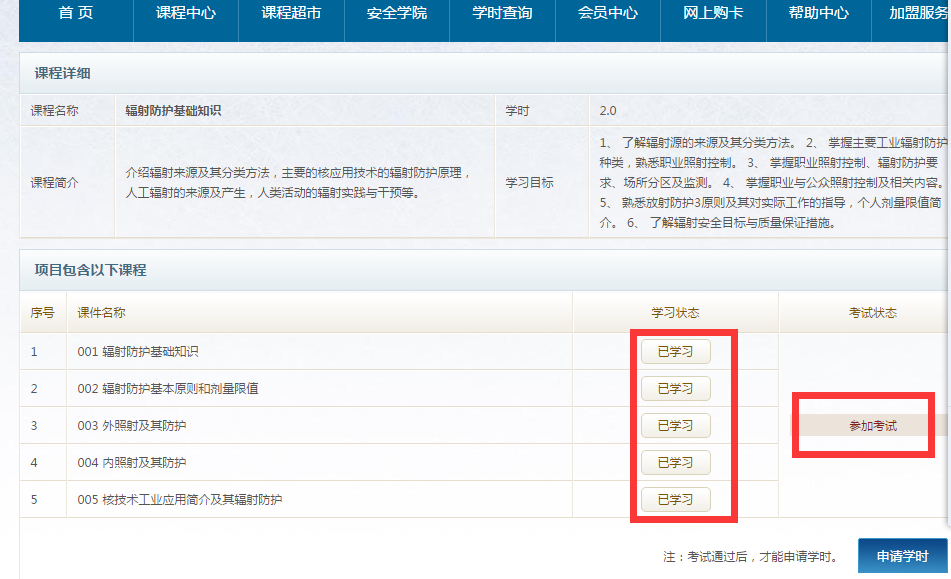 首 页 课程中心 课程超市 安全学院 学时查询 会员中心 网上购卡 帮助中心 加盟服务
课程详细
课程名称 辐射防护基础知识 学时 2.0
课程简介
介绍辐射来源及其分类方法，主要的核应用技术的辐射防护原理，
人工辐射的来源及产生，人类活动的辐射实践与干预等。
学习目标
1、 了解辐射源的来源及其分类方法。 2、 掌握主要工业辐射防护
种类，熟悉职业照射控制。 3、 掌握职业照射控制、辐射防护要
求、场所分区及监测。 4、 掌握职业与公众照射控制及相关内容。
5、 熟悉放射防护3原则及其对实际工作的指导，个人剂量限值简
介。 6、 了解辐射安全目标与质量保证措施。
项目包含以下课程
序号 课件名称 学习状态 考试状态
1 001 辐射防护基础知识 已学习
2 002 辐射防护基本原则和剂量限值 已学习
3 003 外照射及其防护 已学习 参加考试
4 004 内照射及其防护 已学习
5 005 核技术工业应用简介及其辐射防护 已学习
注：考试通过后，才能申请学时。 申请学时